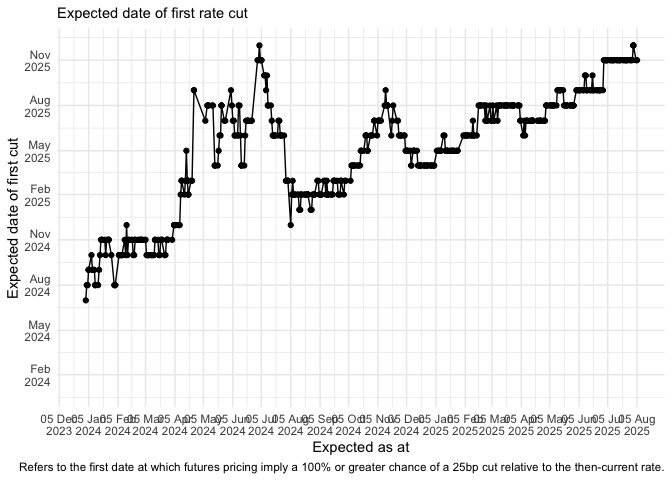 Expected date of first rate cut
Expected date of first cut
Nov
2025
Aug
2025
May
2025
Feb
2025
Nov
2024
Aug
2024
May
2024
Feb
2024
05 Dec
2023
05 Jan
2024
05 Feb
2024
05 Mar
2024
05 Apr
2024
05 May
2024
05 Jun
2024
05 Jul
2024
05 Aug
2024
05 Sep
2024
05 Oct
2024
05 Nov
2024
05 Dec
2024
05 Jan
2025
05 Feb
2025
05 Mar
2025
05 Apr
2025
05 May
2025
05 Jun
2025
05 Jul
2025
05 Aug
2025
Expected as at
Refers to the first date at which futures pricing imply a 100% or greater chance of a 25bp cut relative to the then-current rate.